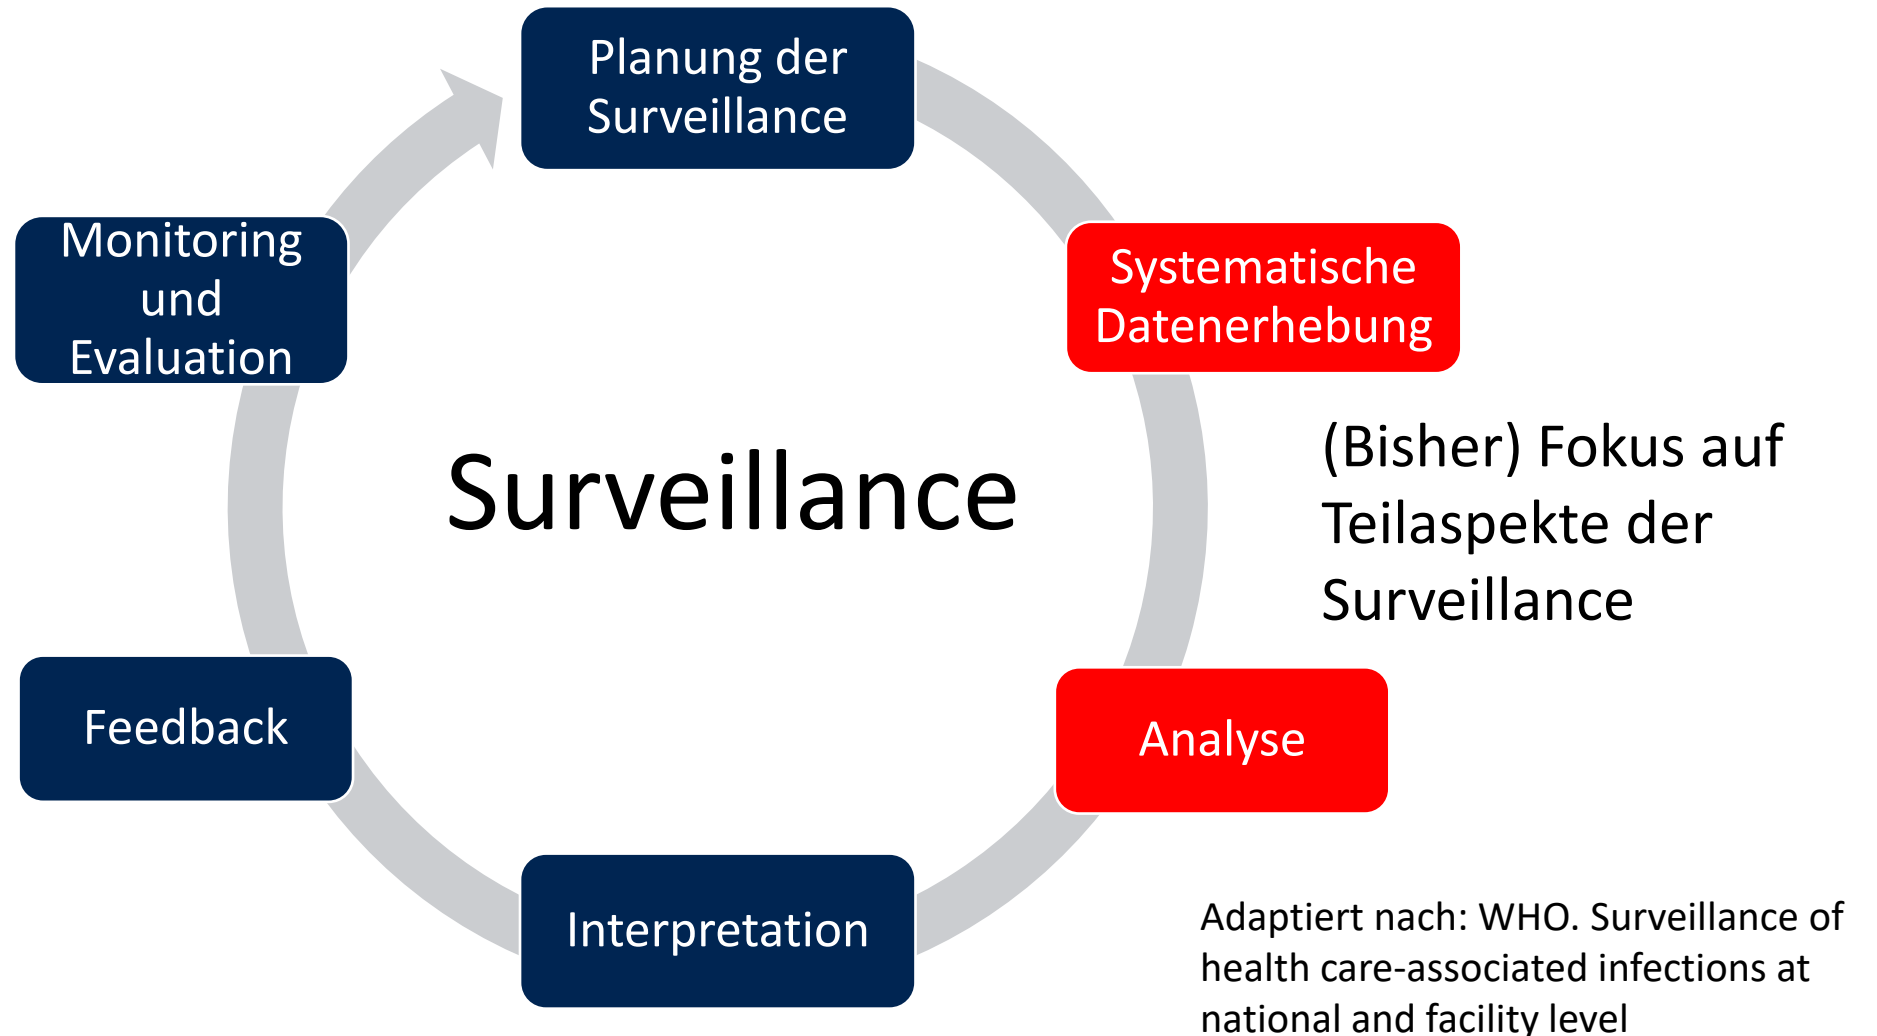 Planung der
Surveillance
Systematische
Datenerhebung
(Bisher) Fokus auf
Teilaspekte der
Surveillance
Analyse
Interpretation
Feedback
Monitoring
und
Evaluation
Surveillance
Adaptiert nach: WHO. Surveillance of
health care-associated infections at
national and facility level